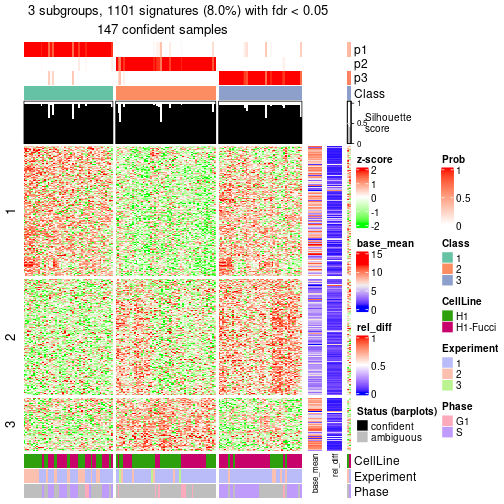 3 subgroups, 1101 signatures (8.0%) with fdr < 0.05
147 confident samples
p1
p2
p3
Class
1
0.5
0
Silhouette
score
1
2
3
z-score
2
1
0
-1
-2
Prob
1
0.5
0
base_mean
15
10
5
0
Class
1
2
3
CellLine
H1
H1-Fucci
rel_diff
1
0.5
0
Experiment
1
2
3
Status (barplots)
confident
ambiguous
Phase
G1
S
CellLine
Experiment
Phase
base_mean
rel_diff